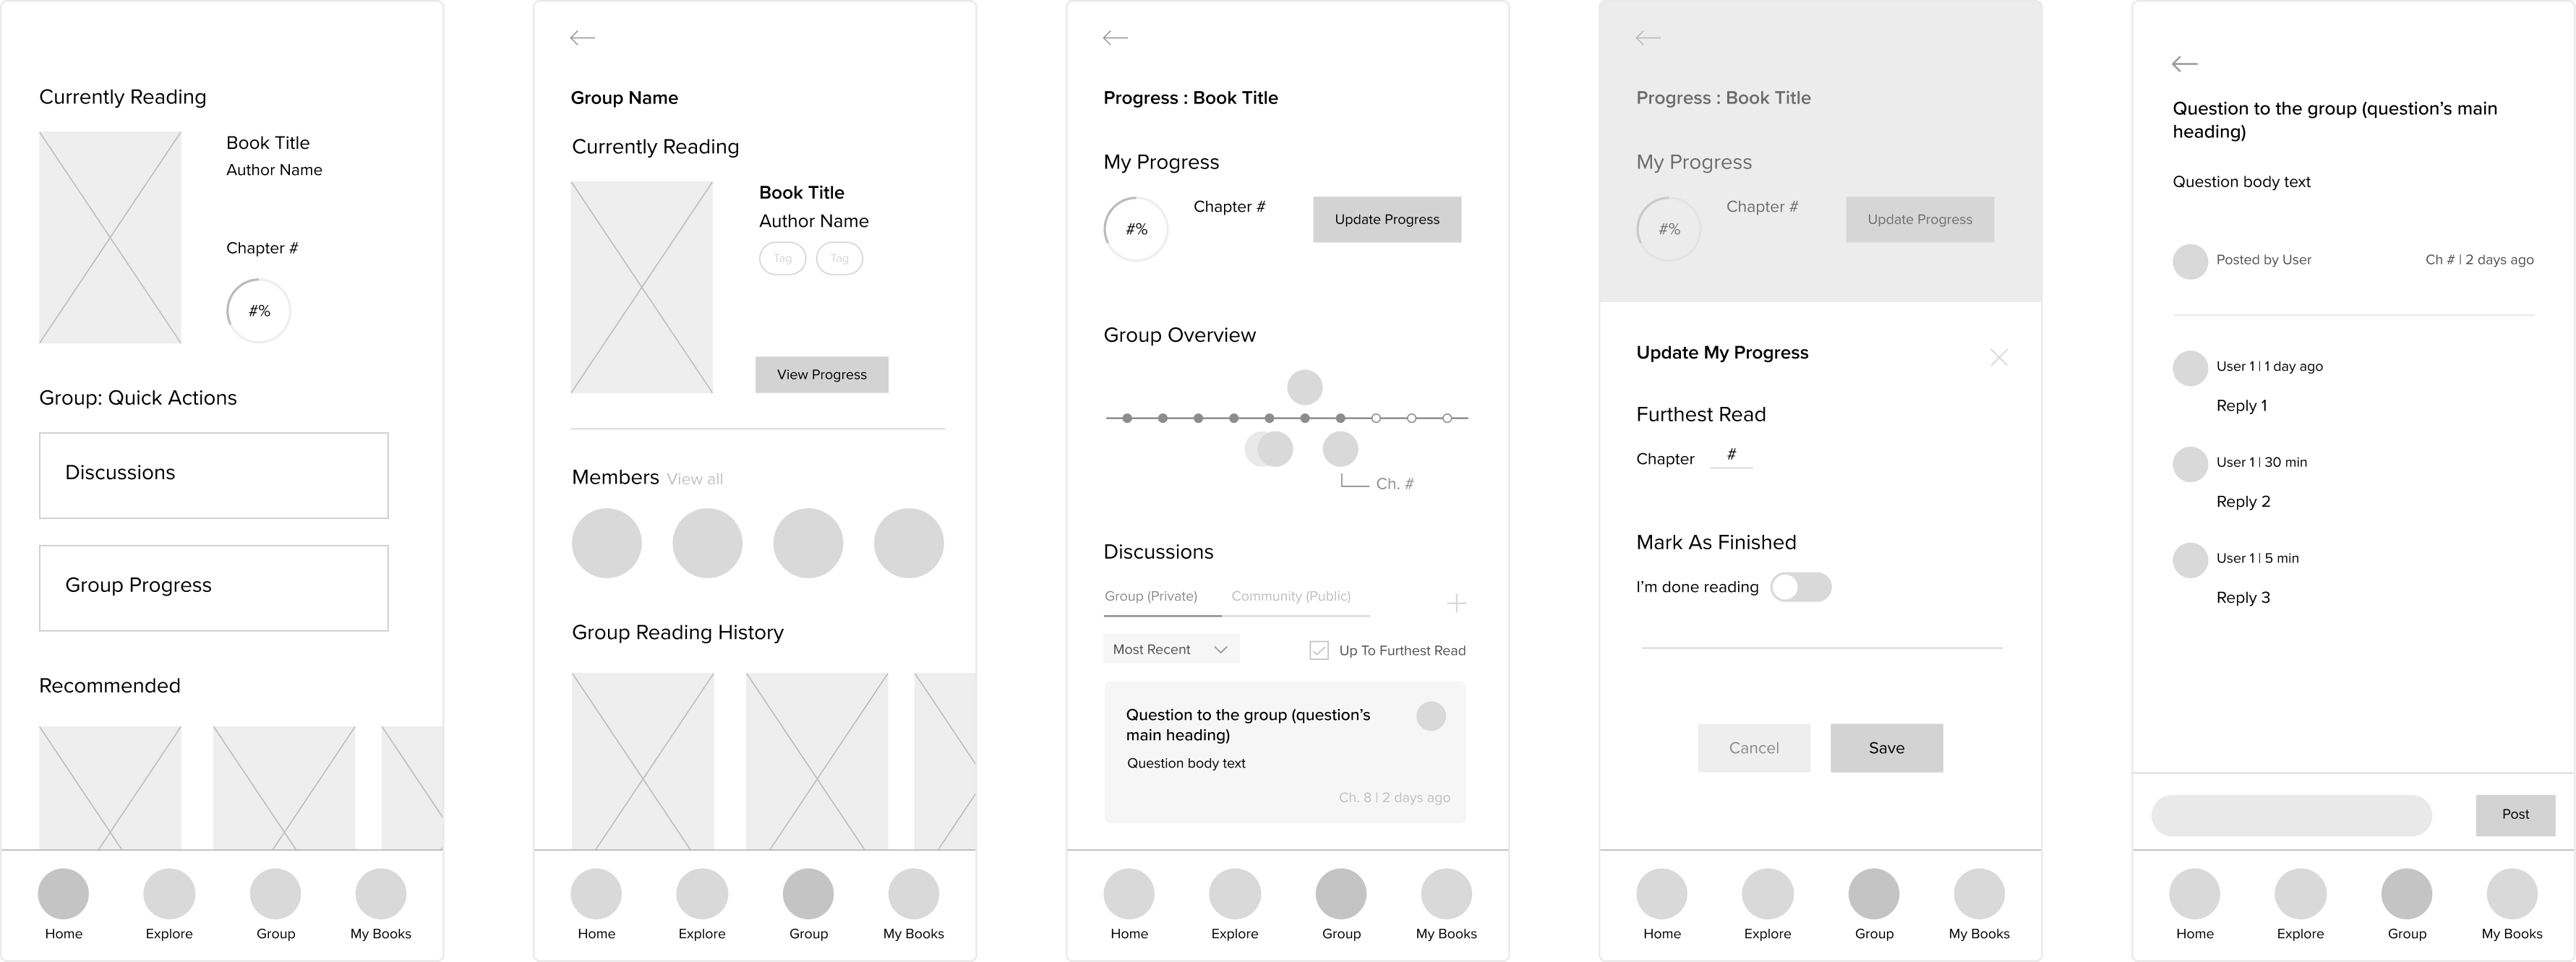 Currently Reading
Book Title
Author Name
Chapter #
#%
Group: Quick Actions
Discussions
Group Progress
Recommended
Home Explore Group My Books
Group Name
Currently Reading
Book Title
Author Name
Tag Tag
View Progress
Members View all
Group Reading History
Home Explore Group My Books
Progress : Book Title
My Progress
#% Chapter # Update Progress
Group Overview
Ch. #
Discussions
Group (Private) Community (Public)
Most Recent Up To Furthest Read
Question to the group (question’s
main heading)
Question body text
Ch. 8 | 2 days ago
Home Explore Group My Books
Progress : Book Title
My Progress
#% Chapter # Update Progress
Update My Progress
Furthest Read
Chapter #
Mark As Finished
I’m done reading
Cancel Save
Home Explore Group My Books
Question to the group (question’s main
heading)
Question body text
Posted by User Ch # | 2 days ago
User 1 | 1 day ago
Reply 1
User 1 | 30 min
Reply 2
User 1 | 5 min
Reply 3
Post
Home Explore Group My Books